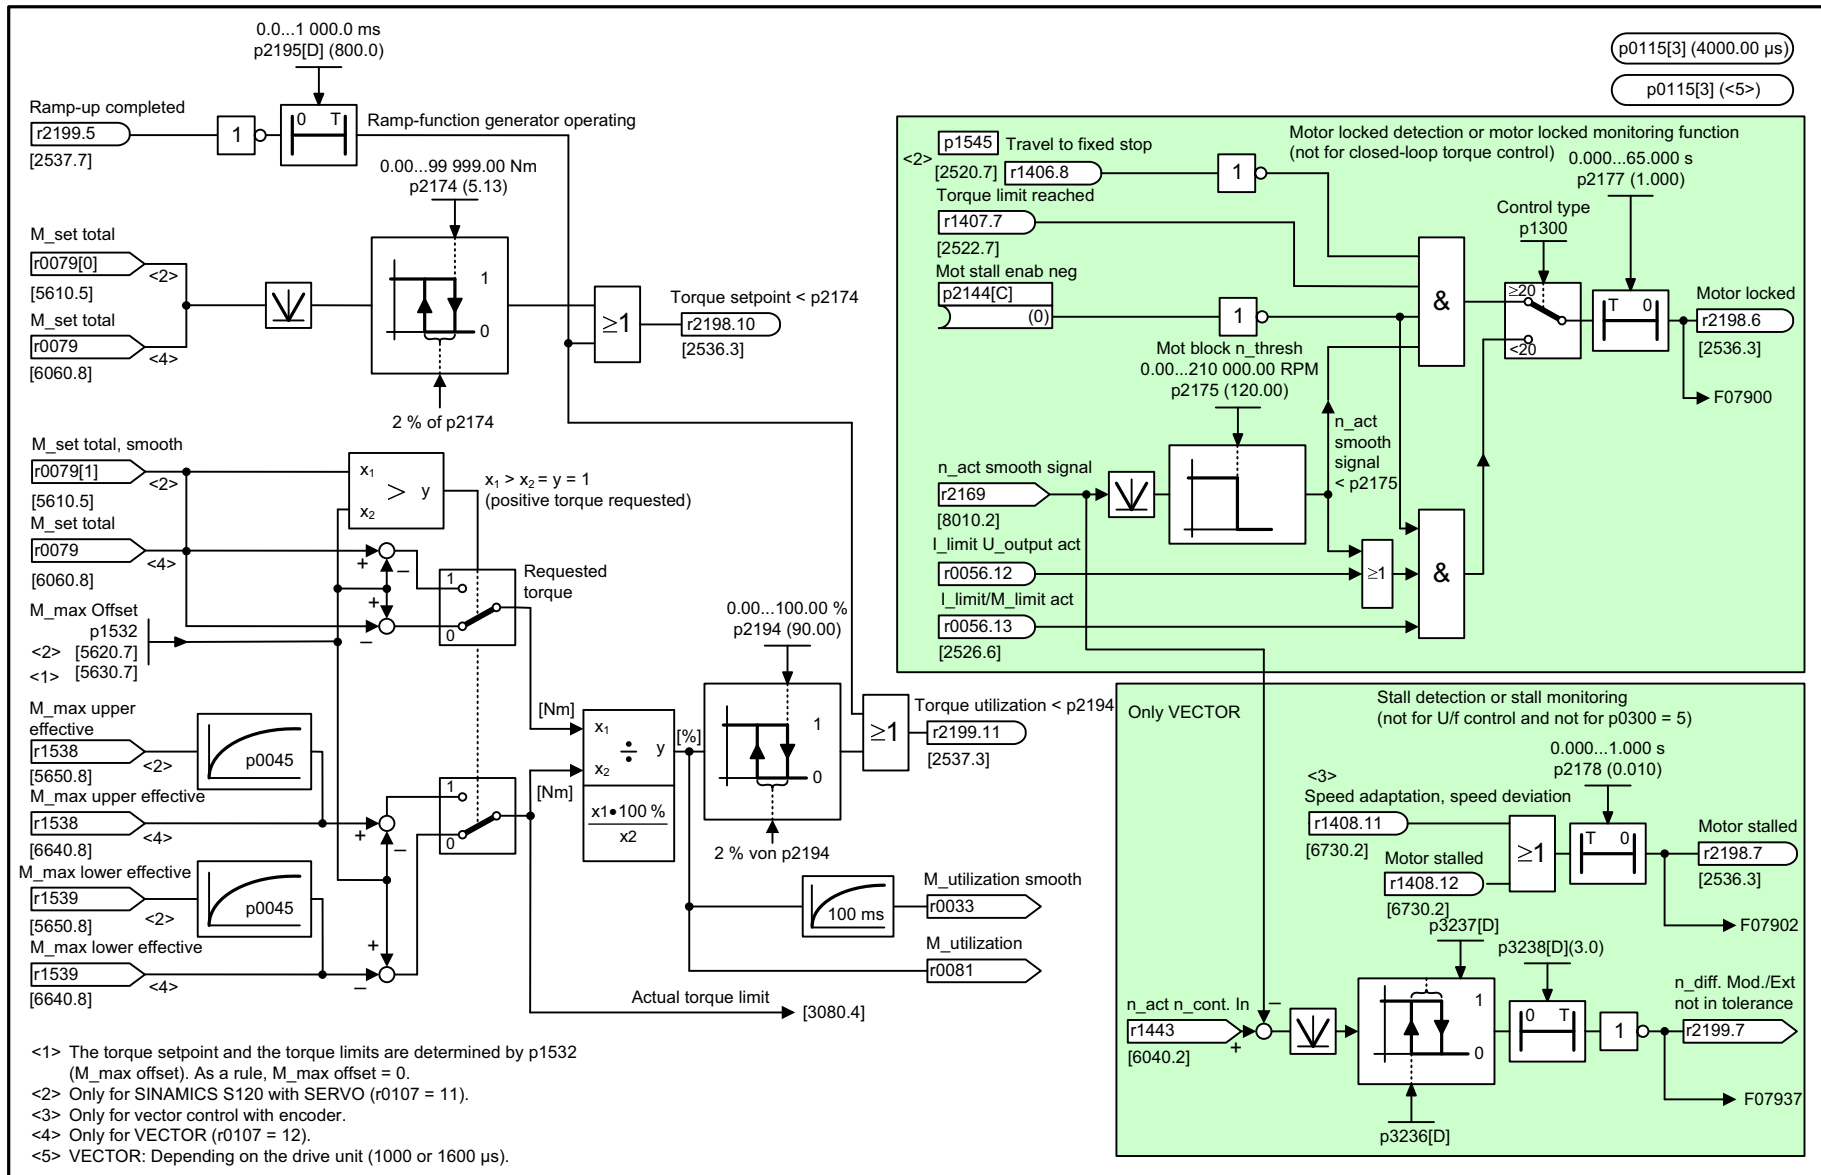 0.0...1 000.0 ms
p2195[D] (800.0)
Ramp-up completed
r2199.5
[2537.7]
1
0 T
Ramp-function generator operating
0.00...99 999.00 Nm
p2174 (5.13)
M_set total
r0079[0]
<2>
[5610.5]
M_set total
r0079
<4>
[6060.8]
1
0
2 % of p2174
≥1
Torque setpoint < p2174
r2198.10
[2536.3]
M_set total, smooth
r0079[1]
<2>
[5610.5]
M_set total
r0079
<4>
[6060.8]
x1
> y
x2
x1 > x2 = y = 1
(positive torque requested)
+
–
+
–
1
0
Requested
torque
M_max Offset
p1532
<2> [5620.7]
<1> [5630.7]
M_max upper
effective
r1538
<2>
[5650.8]
p0045
M_max upper effective
r1538
<4>
[6640.8]
M_max lower effective
r1539
<2>
[5650.8]
p0045
M_max lower effective
r1539
<4>
[6640.8]
+
–
+
–
1
0
[Nm]
[Nm]
x1
÷ y
x2
x1•100 %
x2
[%]
0.00...100.00 %
p2194 (90.00)
1
0
2 % von p2194
≥1
Torque utilization < p2194
r2199.11
[2537.3]
100 ms
M_utilization smooth
r0033
M_utilization
r0081
Actual torque limit
[3080.4]
p0115[3] (4000.00 µs)
p0115[3] (<5>)
Motor locked detection or motor locked monitoring function
(not for closed-loop torque control)
<2>
p1545
Travel to fixed stop
[2520.7]
r1406.8
1
Torque limit reached
r1407.7
[2522.7]
Mot stall enab neg
p2144[C]
(0)
1
Mot block n_thresh
0.00...210 000.00 RPM
p2175 (120.00)
n_act smooth signal
r2169
[8010.2]
n_act
smooth
signal
< p2175
I_limit U_output act
r0056.12
I_limit/M_limit act
r0056.13
[2526.6]
≥1
&
&
Control type
p1300
≥20
<20
0.000...65.000 s
p2177 (1.000)
T 0
Motor locked
r2198.6
[2536.3]
F07900
Only VECTOR
Stall detection or stall monitoring
(not for U/f control and not for p0300 = 5)
0.000...1.000 s
p2178 (0.010)
<3>
Speed adaptation, speed deviation
r1408.11
[6730.2]
Motor stalled
r1408.12
[6730.2]
≥1
T 0
Motor stalled
r2198.7
[2536.3]
F07902
p3237[D]
p3238[D](3.0)
n_act n_cont. In
r1443
[6040.2]
–
+
1
0
p3236[D]
0 T
1
n_diff. Mod./Ext
not in tolerance
r2199.7
F07937
<1> The torque setpoint and the torque limits are determined by p1532
(M_max offset). As a rule, M_max offset = 0.
<2> Only for SINAMICS S120 with SERVO (r0107 = 11).
<3> Only for vector control with encoder.
<4> Only for VECTOR (r0107 = 12).
<5> VECTOR: Depending on the drive unit (1000 or 1600 µs).